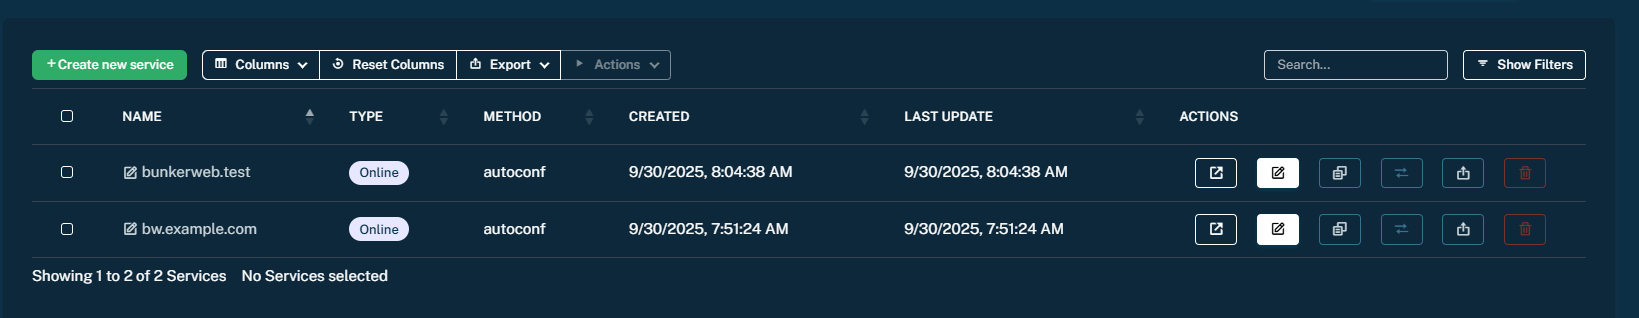 + Create new service Columns Reset Columns Export Actions Search... Show Filters
NAME TYPE METHOD CREATED LAST UPDATE ACTIONS
bunkerweb.test Online autoconf 9/30/2025, 8:04:38 AM 9/30/2025, 8:04:38 AM
bw.example.com Online autoconf 9/30/2025, 7:51:24 AM 9/30/2025, 7:51:24 AM
Showing 1 to 2 of 2 Services No Services selected